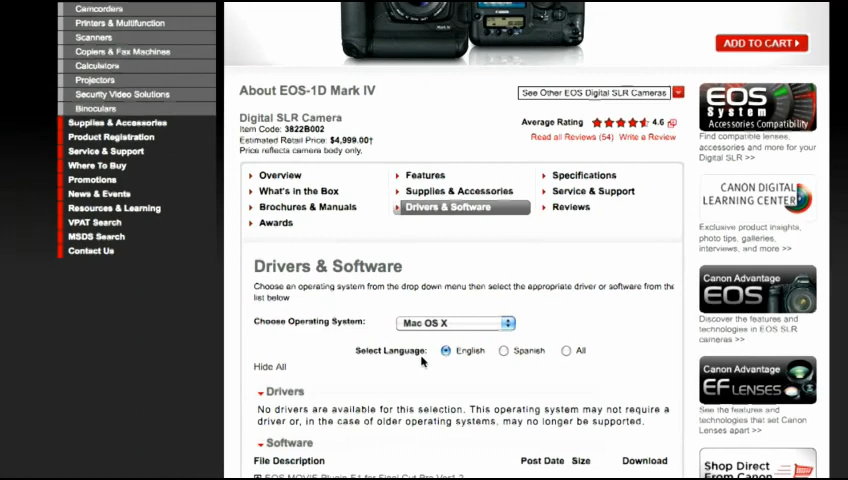 Camcorders
Printers & Multifunction
Scanners
Copiers & Fax Machines
Calculators
Projectors
Security Video Solutions
Binoculars
Supplies & Accessories
Product Registration
Service & Support
Where To Buy
Promotions
News & Events
Resources & Learning
VPAT Search
MSDS Search
Contact Us
ADD TO CART
About EOS-1D Mark IV
See Other EOS Digital SLR Cameras
Digital SLR Camera
Item Code: 3822B002
Estimated Retail Price: $4,999.00†
Price reflects camera body only.
Average Rating 4.6
Read all Reviews (54) Write a Review
Overview
Features
Specifications
What's in the Box
Supplies & Accessories
Service & Support
Brochures & Manuals
Drivers & Software
Reviews
Awards
Drivers & Software
Choose an operating system from the drop down menu then select the appropriate driver or software from the
list below
Choose Operating System: Mac OS X
Select Language: English Spanish All
Hide All
Drivers
No drivers are available for this selection. This operating system may not require a
driver or, in the case of older operating systems, may no longer be supported.
Software
File Description Post Date Size Download
EOS MOVIE Plugin-E1 for Final Cut Pro Ver1.2
EOS
System
Accessories Compatibility
Find compatible lenses,
accessories and more for your
Digital SLR >>
CANON DIGITAL
LEARNING CENTER
Exclusive product insights,
photo tips, galleries,
interviews, and more >>
Canon Advantage
EOS
Discover the features and
technologies in EOS SLR
cameras >>
Canon Advantage
EF LENSES
See the features and
technologies that set Canon
Lenses apart >>
Shop Direct
From Canon